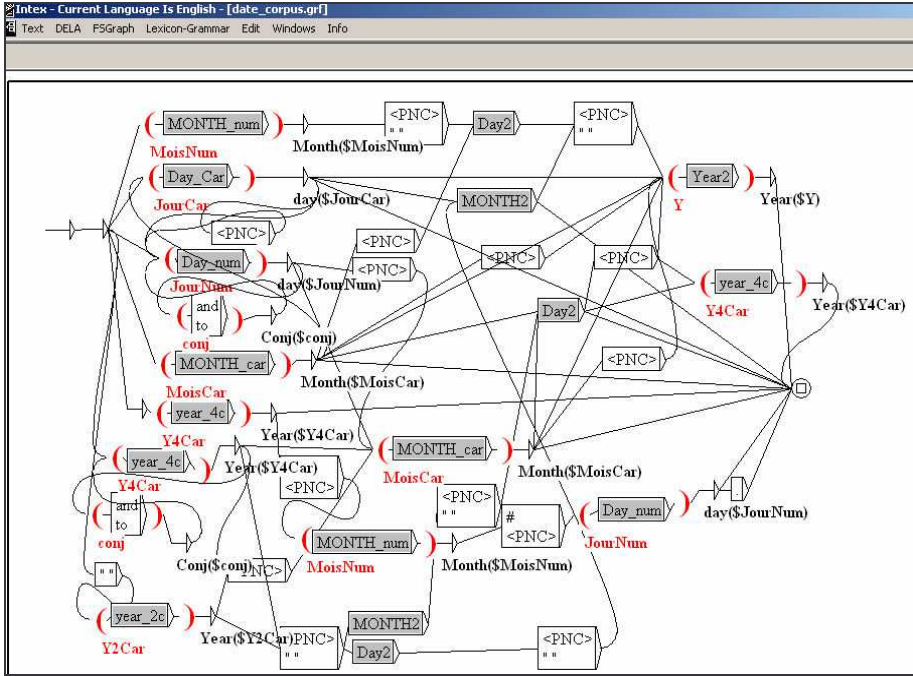 Intex - Current Language Is English - [date_corpus.grf]
Text DELA FSGraph Lexicon-Grammar Edit Windows Info
<PNC>
" "
<PNC>
" "
MONTH_num
Day2
MoisNum
Month($MoisNum)
Day_Car
Year2
JourCar
day($JourCar)
MONTH2
Y
Year($Y)
<PNC>
<PNC>
<PNC>
<PNC>
Day_num
<PNC>
JourNum
day($JourNum)
year_4c
and
to
Day2
Y4Car
Year($Y4Car)
conj
Conj($conj)
MONTH_car
<PNC>
MoisCar
Month($MoisCar)
year_4c
Y4Car
Year($Y4Car)
year_4c
MONTH_car
Y4Car
Year($Y4Car)
MoisCar
Month($MoisCar)
<PNC>
<PNC>
" "
#
<PNC>
Day_num
.
JourNum
day($JourNum)
and
to
conj
Conj($conj)
MONTH_num
MoisNum
Month($MoisNum)
" "
PNC>
year_2c
Y2Car
Year($Y2Car)
MONTH2
PNC>
" "
Day2
<PNC>
" "